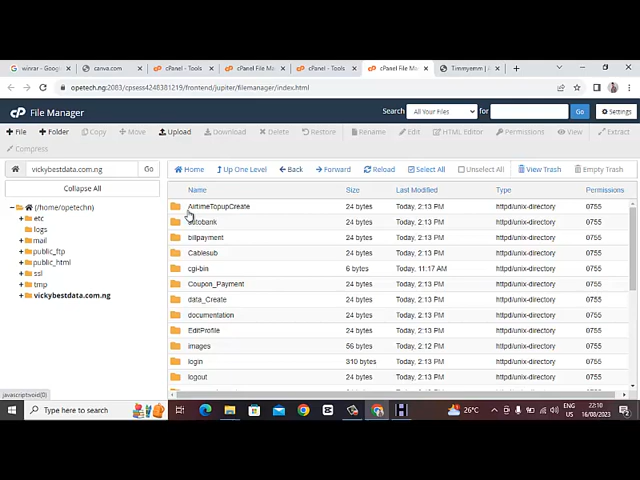 winrar - Goo
canva.com
cPanel - Tools
cPanel File Ma
cPanel - Tools
cPanel File Ma
Timmyemm | 
opetech.ng:2083/cpsess4248381219/frontend/jupiter/filemanager/index.html
File Manager
Search All Your Files for Go Settings
File Folder Copy Move Upload Download Delete Restore Rename Edit HTML Editor Permissions View Extract
Compress
vickybestdata.com.ng Go Home Up One Level Back Forward Reload Select All Unselect All View Trash Empty Trash
Collapse All
Name Size Last Modified Type Permissions
(/home/opetechn)
etc
logs
mail
public_ftp
public_html
ssl
tmp
vickybestdata.com.ng
AirtimeTopupCreate 24 bytes Today, 2:13 PM httpd/unix-directory 0755
autobank 24 bytes Today, 2:13 PM httpd/unix-directory 0755
billpayment 24 bytes Today, 2:13 PM httpd/unix-directory 0755
Cablesub 24 bytes Today, 2:13 PM httpd/unix-directory 0755
cgi-bin 6 bytes Today, 11:17 AM httpd/unix-directory 0755
Coupon_Payment 24 bytes Today, 2:13 PM httpd/unix-directory 0755
data_Create 24 bytes Today, 2:13 PM httpd/unix-directory 0755
documentation 24 bytes Today, 2:13 PM httpd/unix-directory 0755
EditProfile 24 bytes Today, 2:13 PM httpd/unix-directory 0755
images 56 bytes Today, 2:12 PM httpd/unix-directory 0755
login 310 bytes Today, 2:13 PM httpd/unix-directory 0755
logout 24 bytes Today, 2:13 PM httpd/unix-directory 0755
javascript:void(0)
Type here to search
26°C
ENG
US
22:10
16/08/2023